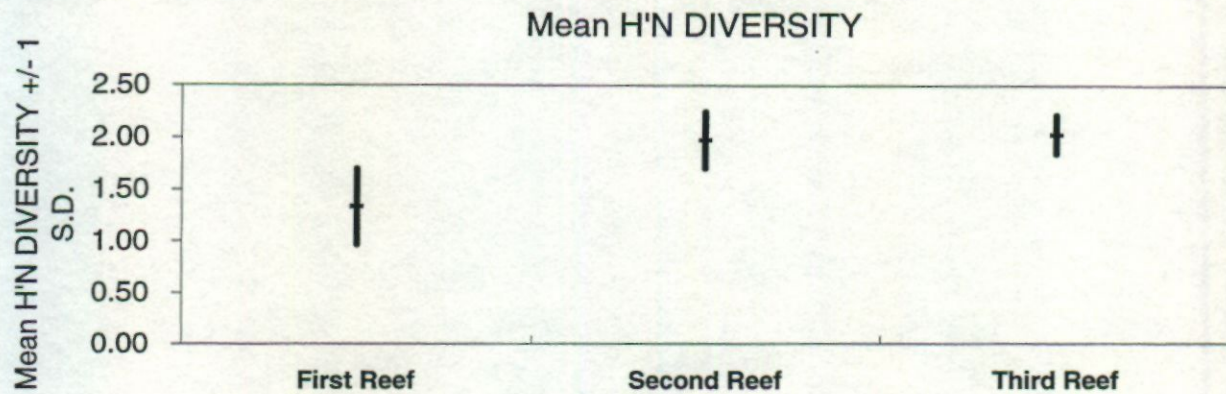 Mean H'N DIVERSITY
Mean H'N DIVERSITY +/- 1
S.D.
2.50
2.00
1.50
1.00
0.50
0.00
First Reef
Second Reef
Third Reef